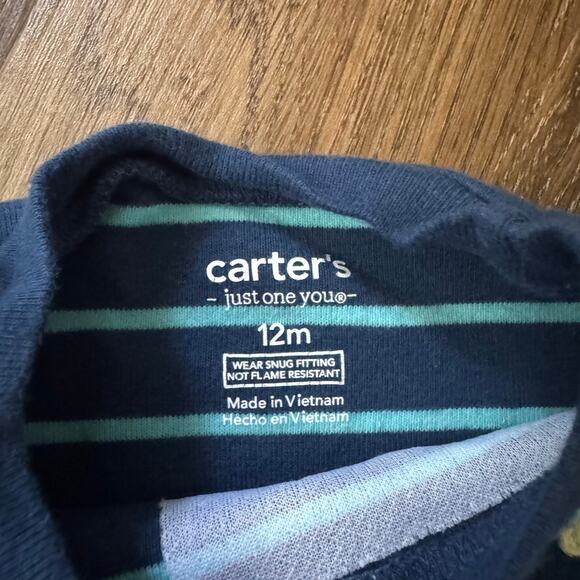 carter's
- just one you®-
12m
WEAR SNUG FITTING
NOT FLAME RESISTANT
Made in Vietnam
Hecho en Vietnam